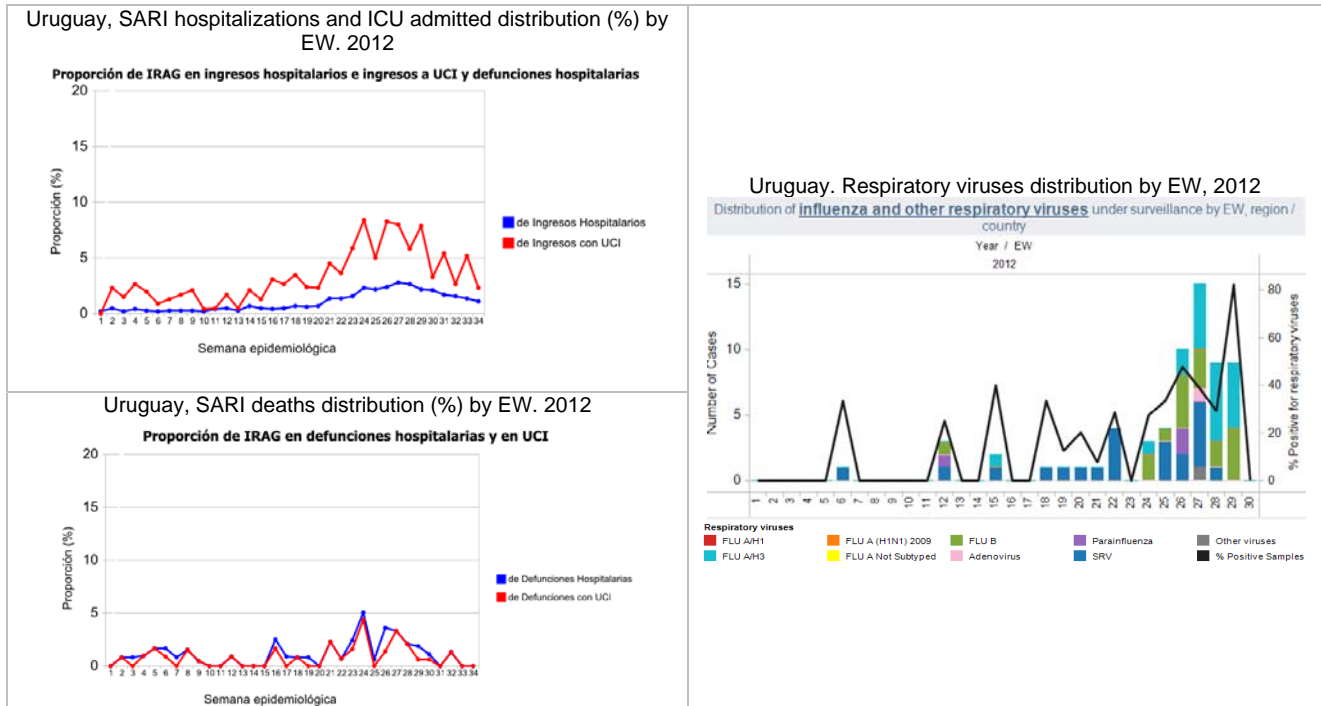 Uruguay, SARI hospitalizations and ICU admitted distribution (%) by
EW. 2012
Proporción de IRAG en ingresos hospitalarios e ingresos a UCI y defunciones hospitalarias
20
15
10
5
0
Proporción (%)
1 2 3 4 5 6 7 8 9 10 11 12 13 14 15 16 17 18 19 20 21 22 23 24 25 26 27 28 29 30 31 32 33 34
Semana epidemiológica
de Ingresos Hospitalarios
de Ingresos con UCI
Uruguay, SARI deaths distribution (%) by EW. 2012
Proporción de IRAG en defunciones hospitalarias y en UCI
20
15
10
5
0
Proporción (%)
1 2 3 4 5 6 7 8 9 10 11 12 13 14 15 16 17 18 19 20 21 22 23 24 25 26 27 28 29 30 31 32 33 34
Semana epidemiológica
de Defunciones Hospitalarias
de Defunciones con UCI
Uruguay. Respiratory viruses distribution by EW, 2012
Distribution of influenza and other respiratory viruses under surveillance by EW, region /
country
Year / EW
2012
15
10
5
0
Number of Cases
80
60
40
20
0
% Positive for respiratory viruses
1 2 3 4 5 6 7 8 9 10 11 12 13 14 15 16 17 18 19 20 21 22 23 24 25 26 27 28 29 30
Respiratory viruses
FLU A/H1 FLU A (H1N1) 2009 FLU B Parainfluenza Other viruses
FLU A/H3 FLU A Not Subtyped Adenovirus SRV % Positive Samples